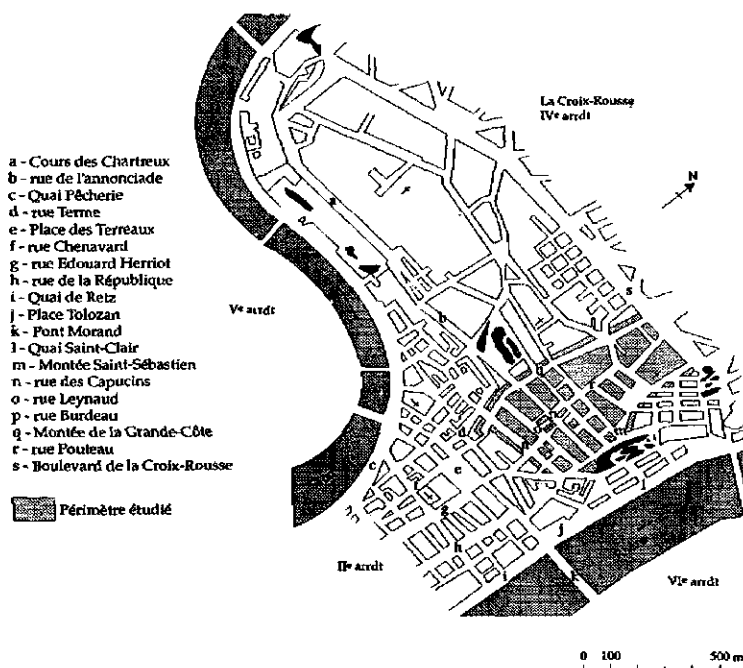 La Croix-Rousse
IVe arrdt
N
a - Cours des Chartreux
b - rue de l'annonciade
c - Quai Pêcherie
d - rue Terme
e - Place des Terreaux
f - rue Chenavard
g - rue Edouard Herriot
h - rue de la République
i - Quai de Retz
j - Place Tolozan
k - Pont Morand
l - Quai Saint-Clair
m - Montée Saint-Sébastien
n - rue des Capucins
o - rue Leynaud
p - rue Burdeau
q - Montée de la Grande-Côte
r - rue Pouteau
s - Boulevard de la Croix-Rousse
Périmètre étudié
Ve arrdt
a
s
b
q
r
d
m
c
e
l
f
g
j
h
i
k
IIe arrdt
VIe arrdt
0 100 500 m